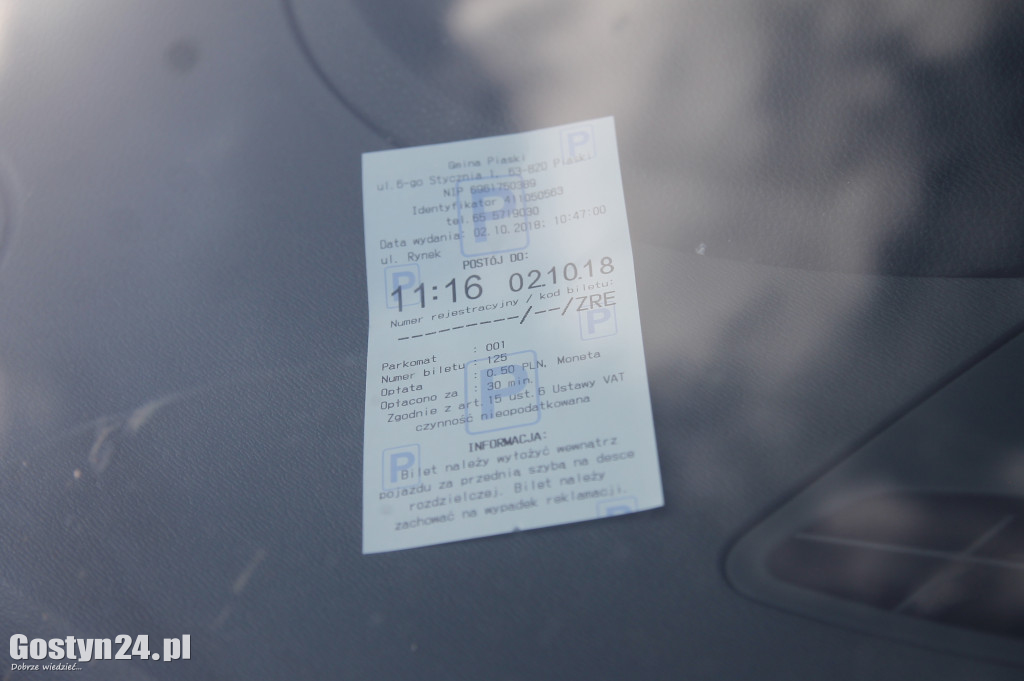 Gmina Piaski
ul. 6-go Stycznia 1, 63-820 Piaski
NIP 6961750389
Identyfikator 411050563
tel. 65 5719030
Data wydania: 02.10.2018; 10:47:00
ul. Rynek
POSTÓJ DO:
11:16 02.10.18
Numer rejestracyjny / kod biletu:
---------/--/ZRE
Parkomat : 001
Numer biletu : 125
Opłata : 0.50 PLN, Moneta
Opłacono za : 30 min.
Zgodnie z art. 15 ust. 6 Ustawy VAT
czynność nieopodatkowana
INFORMACJA:
Bilet należy wyłożyć wewnątrz
pojazdu za przednią szybą na desce
rozdzielczej. Bilet należy
zachować na wypadek reklamacji.
P
P
P
P
P
P
P
Gostyn24.pl
Dobrze wiedzieć...